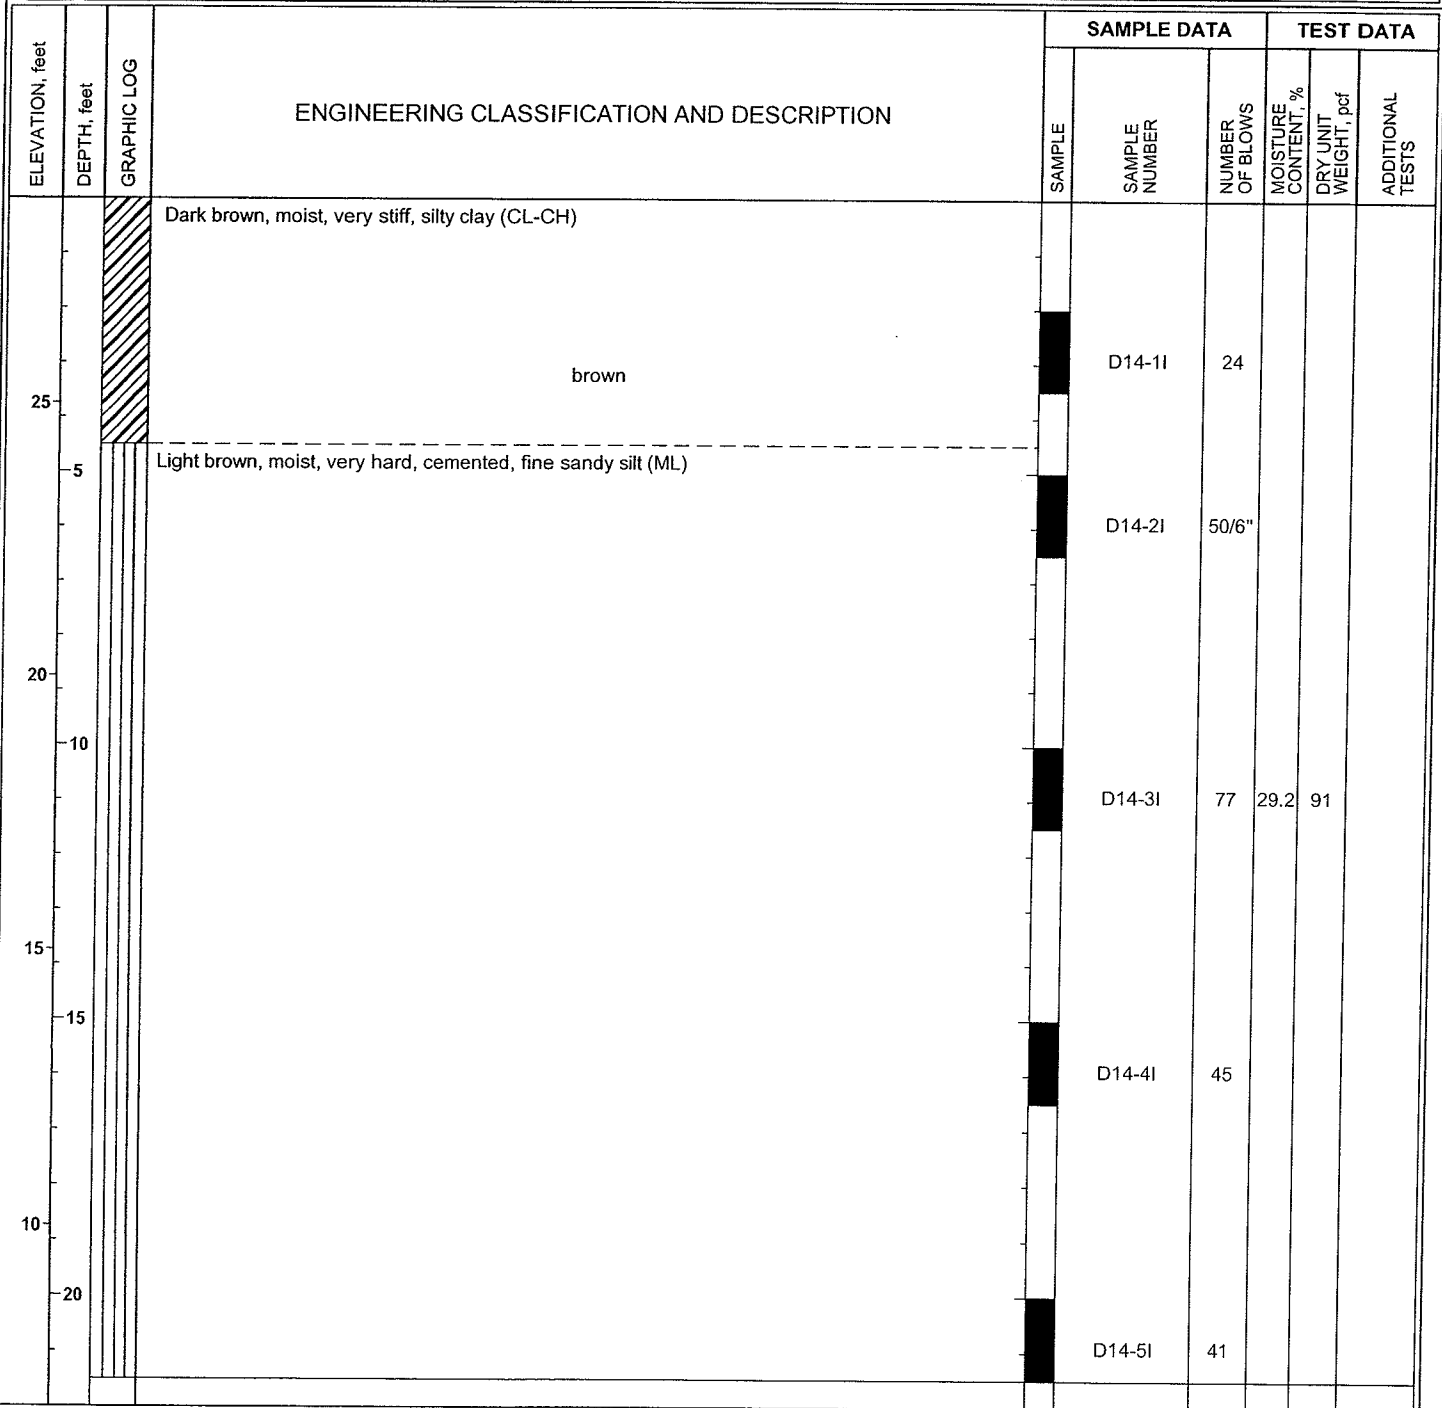 SAMPLE DATA
TEST DATA
ELEVATION, feet
DEPTH, feet
GRAPHIC LOG
ENGINEERING CLASSIFICATION AND DESCRIPTION
SAMPLE
SAMPLE
NUMBER
NUMBER
OF BLOWS
MOISTURE
CONTENT, %
DRY UNIT
WEIGHT, pcf
ADDITIONAL
TESTS
Dark brown, moist, very stiff, silty clay (CL-CH)
D14-1I 24
brown
25
Light brown, moist, very hard, cemented, fine sandy silt (ML)
5
D14-2I 50/6"
20
10
D14-3I 77 29.2 91
15
15
D14-4I 45
10
20
D14-5I 41